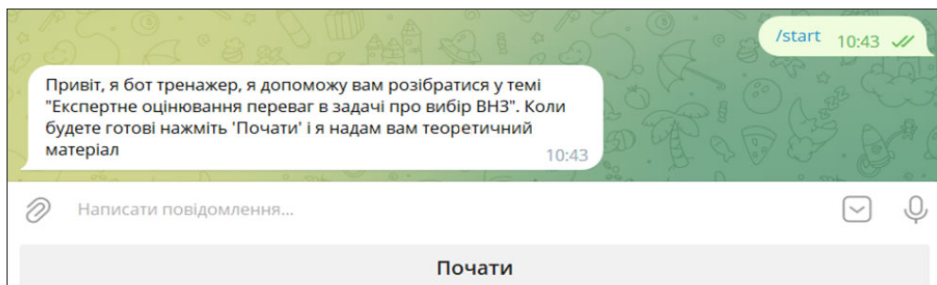 /start 10:43
Привіт, я бот тренажер, я допоможу вам розібратися у темі
"Експертне оцінювання переваг в задачі про вибір ВНЗ". Коли
будете готові нажміть 'Почати' і я надам вам теоретичний
матеріал
10:43
Написати повідомлення...
Почати